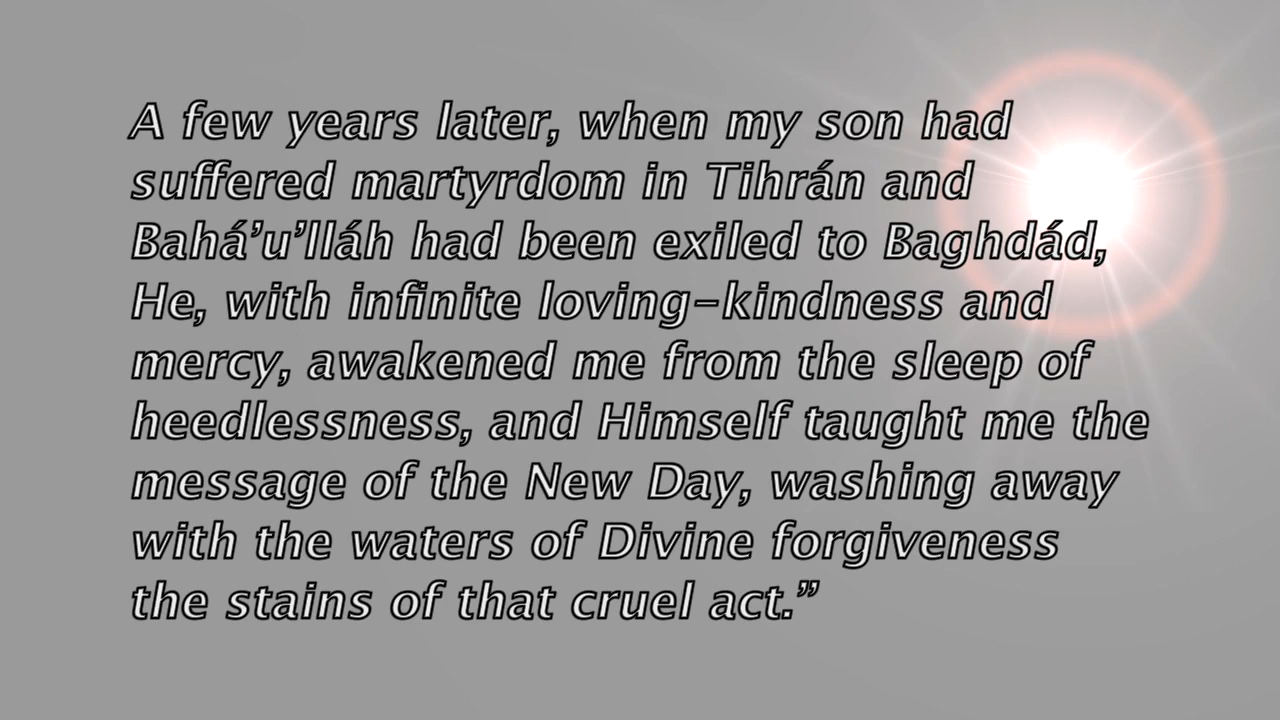 A few years later, when my son had
suffered martyrdom in Tihrán and
Bahá’u’lláh had been exiled to Baghdád,
He, with infinite loving-kindness and
mercy, awakened me from the sleep of
heedlessness, and Himself taught me the
message of the New Day, washing away
with the waters of Divine forgiveness
the stains of that cruel act.”